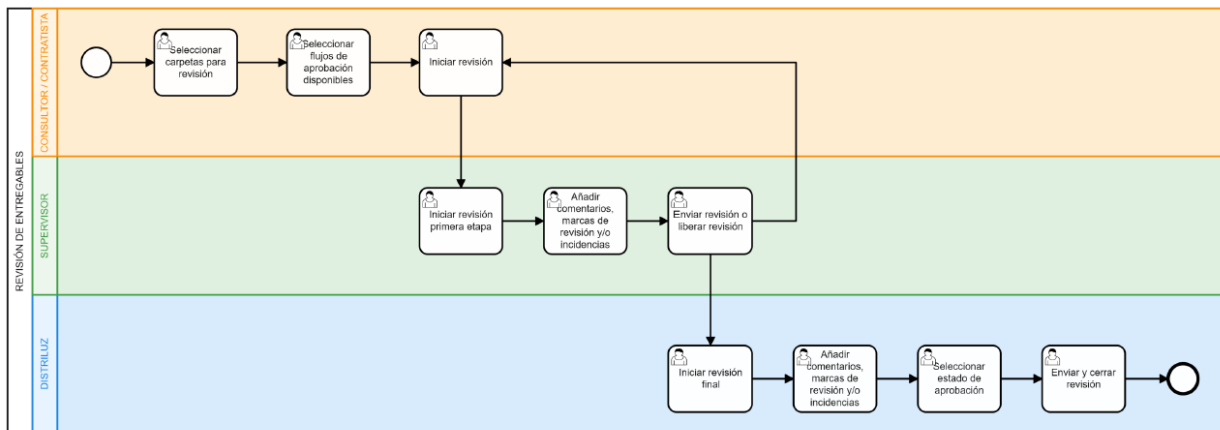 REVISIÓN DE ENTREGABLES
CONSULTOR / CONTRATISTA
Seleccionar
carpetas para
revisión
Seleccionar
flujos de
aprobación
disponibles
Iniciar revisión
SUPERVISOR
Iniciar revisión
primera etapa
Añadir
comentarios,
marcas de
revisión y/o
incidencias
Enviar revisión o
liberar revisión
DISTRILUZ
Iniciar revisión
final
Añadir
comentarios,
marcas de
revisión y/o
incidencias
Seleccionar
estado de
aprobación
Enviar y cerrar
revisión